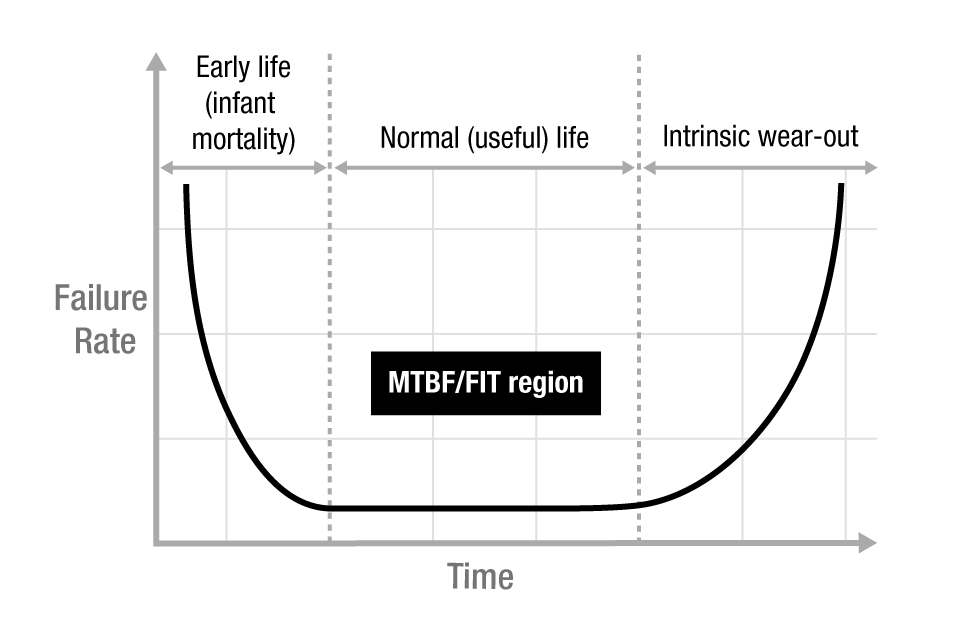 Early life
(infant
mortality)
Normal (useful) life
Intrinsic wear-out
Failure
Rate
MTBF/FIT region
Time